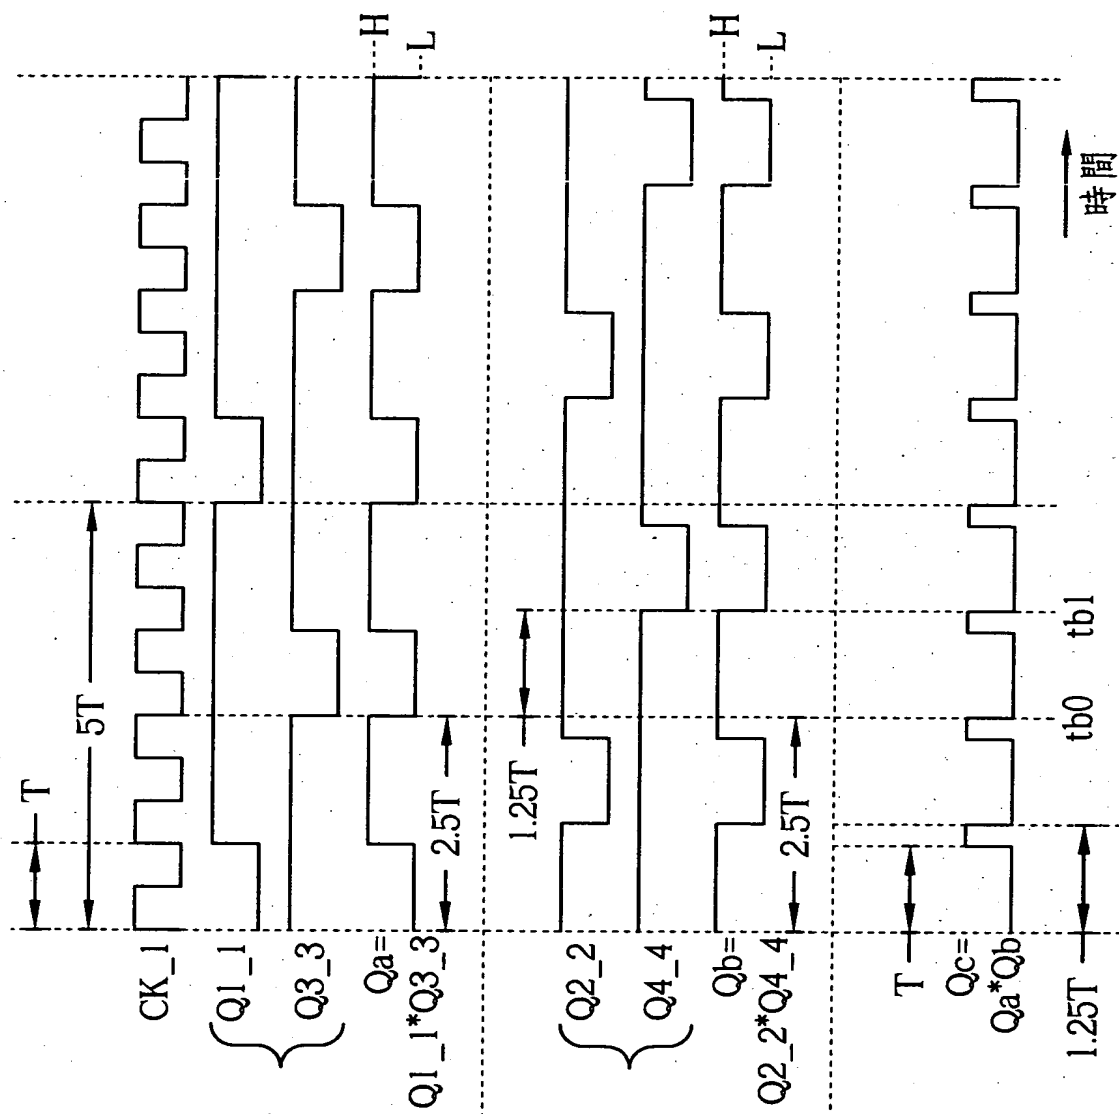 T
5T
CK_1
Q1_1
Q3_3
Qa=
Q1_1*Q3_3
H
L
2.5T
1.25T
Q2_2
Q4_4
Qb=
Q2_2*Q4_4
H
L
2.5T
T
Qc=
Qa*Qb
1.25T
tb0
tb1
時間